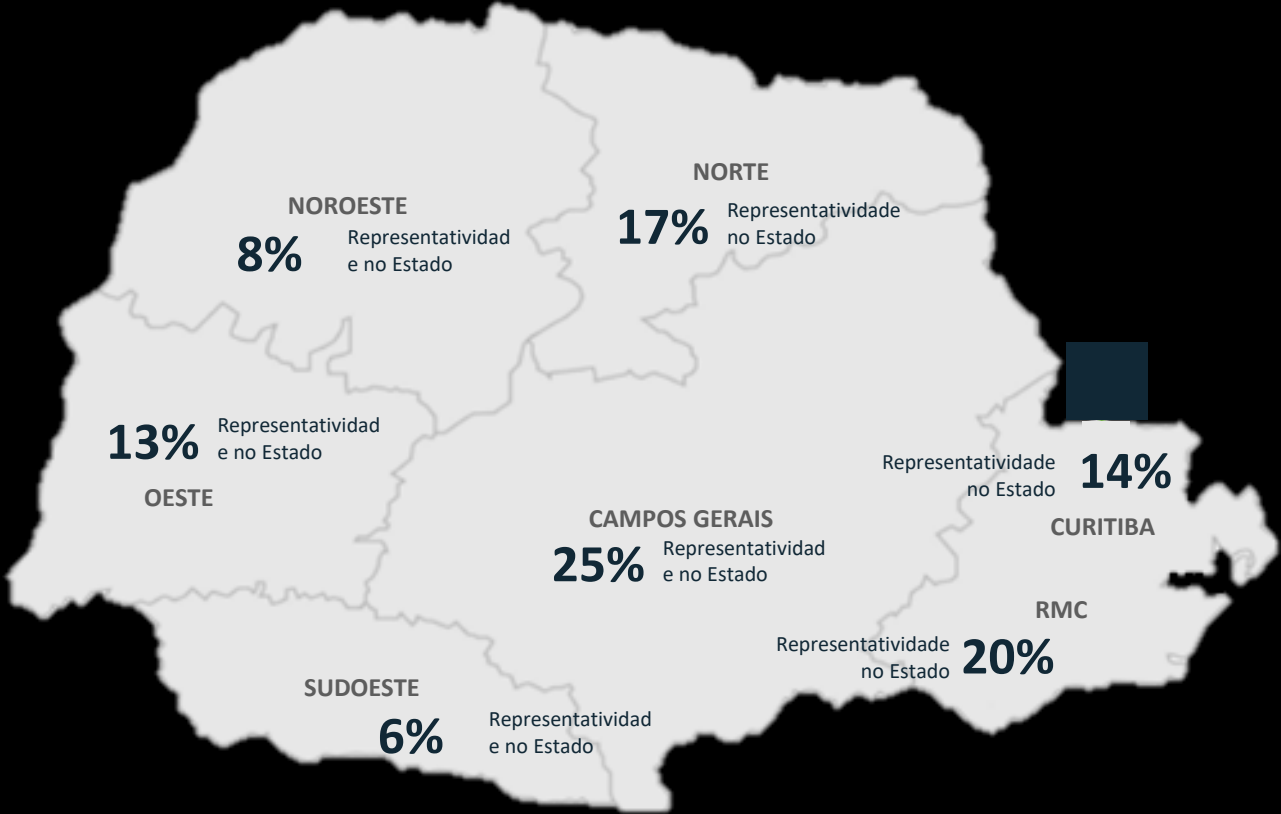 NORTE
17%
Representatividade
no Estado
NOROESTE
8%
Representatividad
e no Estado
13%
Representatividad
e no Estado
OESTE
Representatividade
no Estado
14%
CURITIBA
CAMPOS GERAIS
25%
Representatividad
e no Estado
RMC
Representatividade
no Estado
20%
SUDOESTE
6%
Representatividad
e no Estado